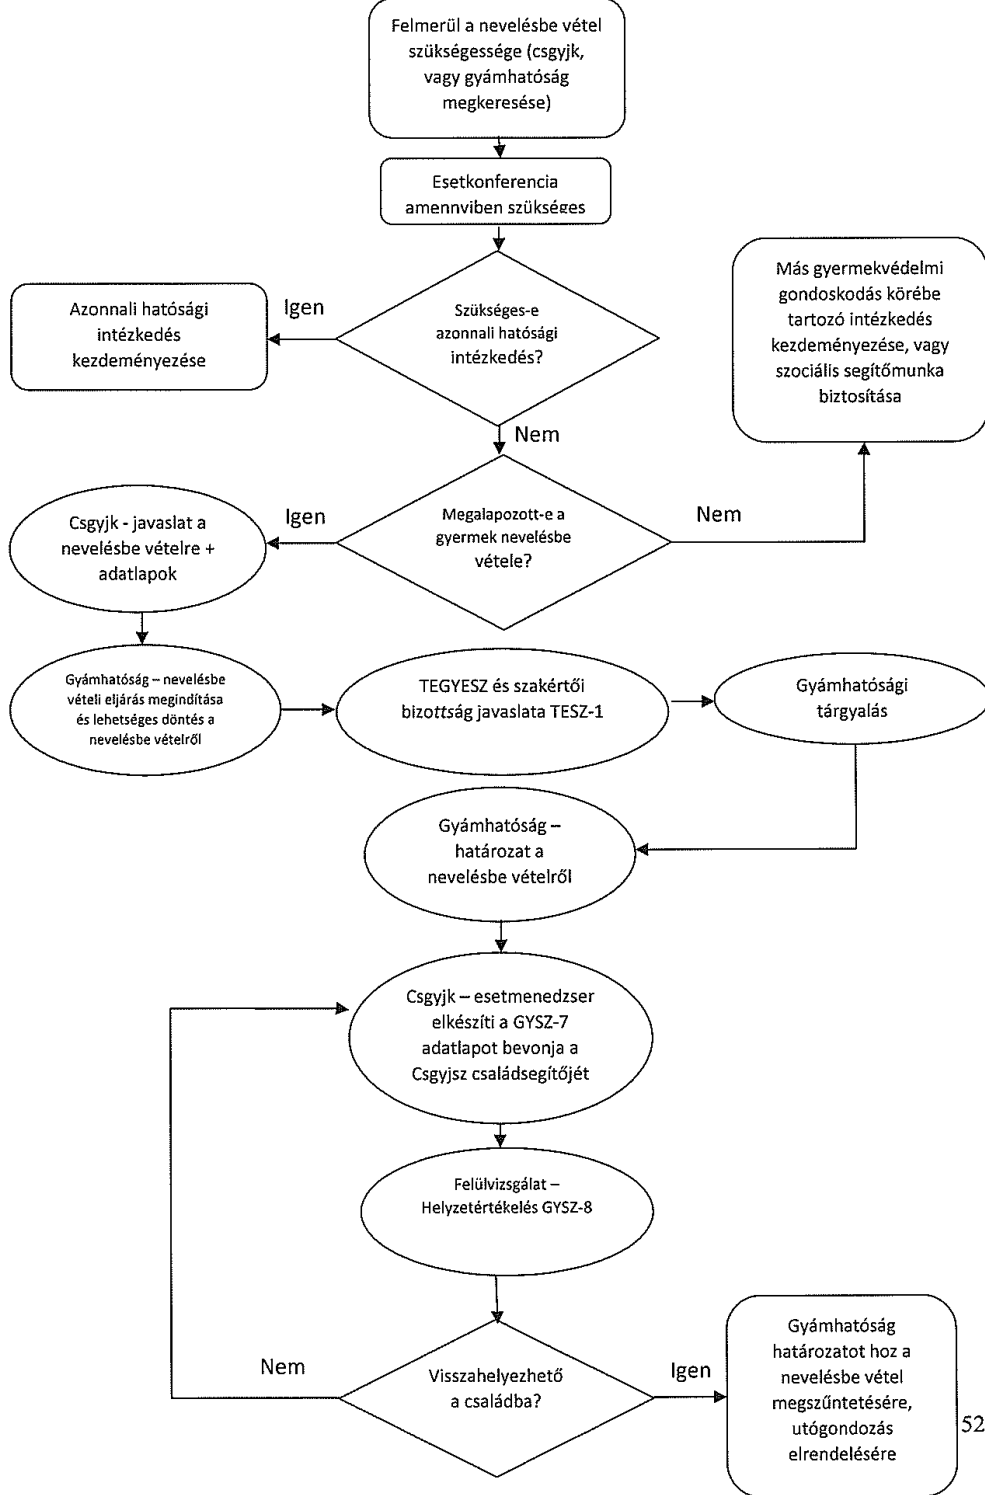 Felmerül a nevelésbe vétel
szükségessége (csgyjk,
vagy gyámhatóság
megkeresése)
Esetkonferencia
amennyiben szükséges
Szükséges-e
azonnali hatósági
intézkedés?
Igen
Azonnali hatósági
intézkedés
kezdeményezése
Nem
Más gyermekvédelmi
gondoskodás körébe
tartozó intézkedés
kezdeményezése, vagy
szociális segítőmunka
biztosítása
Megalapozott-e a
gyermek nevelésbe
vétele?
Nem
Igen
Csgyjk - javaslat a
nevelésbe vételre +
adatlapok
Gyámhatóság – nevelésbe
vételi eljárás megindítása
és lehetséges döntés a
nevelésbe vételről
TEGYESZ és szakértői
bizottság javaslata TESZ-1
Gyámhatósági
tárgyalás
Gyámhatóság –
határozat a
nevelésbe vételről
Csgyjk – esetmenedzser
elkészíti a GYSZ-7
adatlapot bevonja a
Csgyjsz családsegítőjét
Felülvizsgálat –
Helyzetértékelés GYSZ-8
Visszahelyezhető
a családba?
Nem
Igen
Gyámhatóság
határozatot hoz a
nevelésbe vétel
megszűntetésére,
utógondozás
elrendelésére
52